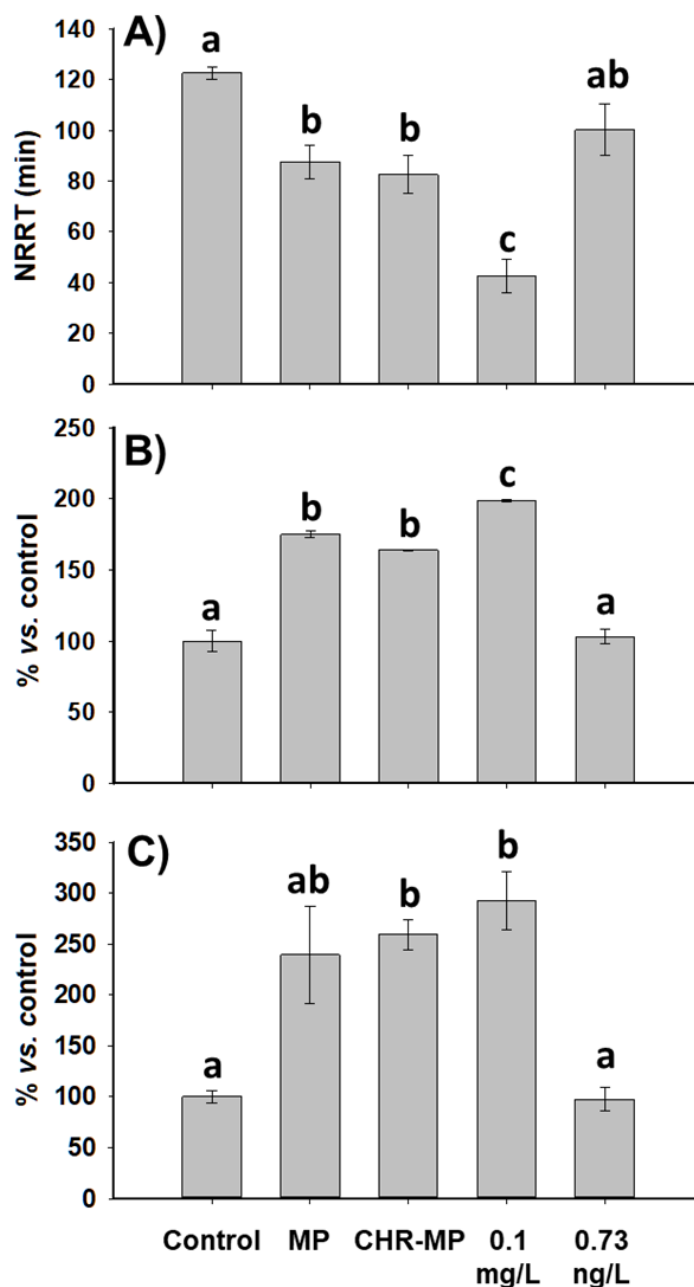 A)
NRRT (min)
140
120
100
80
60
40
20
0
a
b
b
c
ab
B)
% vs. control
250
200
150
100
50
0
a
b
b
c
a
C)
% vs. control
350
300
250
200
150
100
50
0
a
ab
b
b
a
Control MP CHR-MP 0.1 0.73
mg/L ng/L